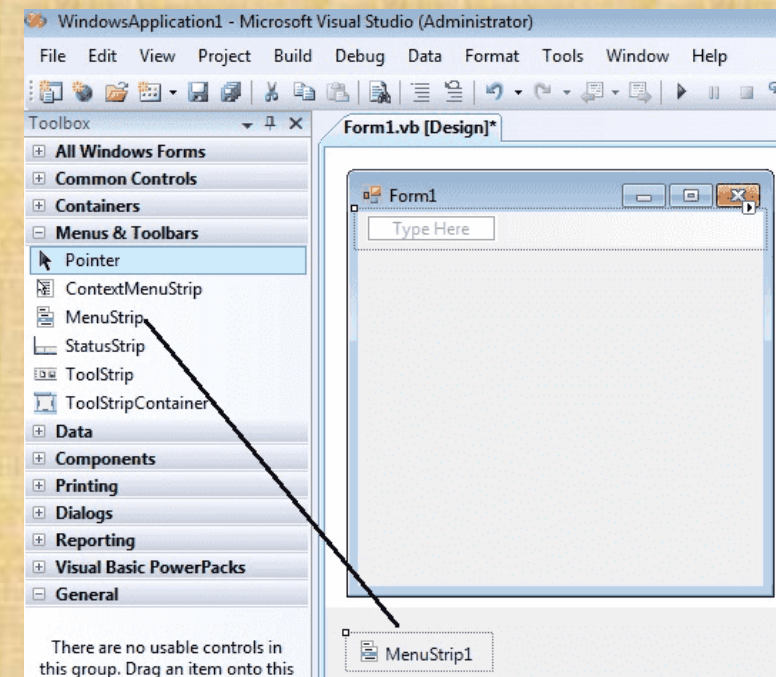 WindowsApplication1 - Microsoft Visual Studio (Administrator)
File Edit View Project Build Debug Data Format Tools Window Help
Toolbox
Form1.vb [Design]*
All Windows Forms
Common Controls
Containers
Menus & Toolbars
Pointer
ContextMenuStrip
MenuStrip
StatusStrip
ToolStrip
ToolStripContainer
Data
Components
Printing
Dialogs
Reporting
Visual Basic PowerPacks
General
There are no usable controls in
this group. Drag an item onto this
Form1
Type Here
MenuStrip1